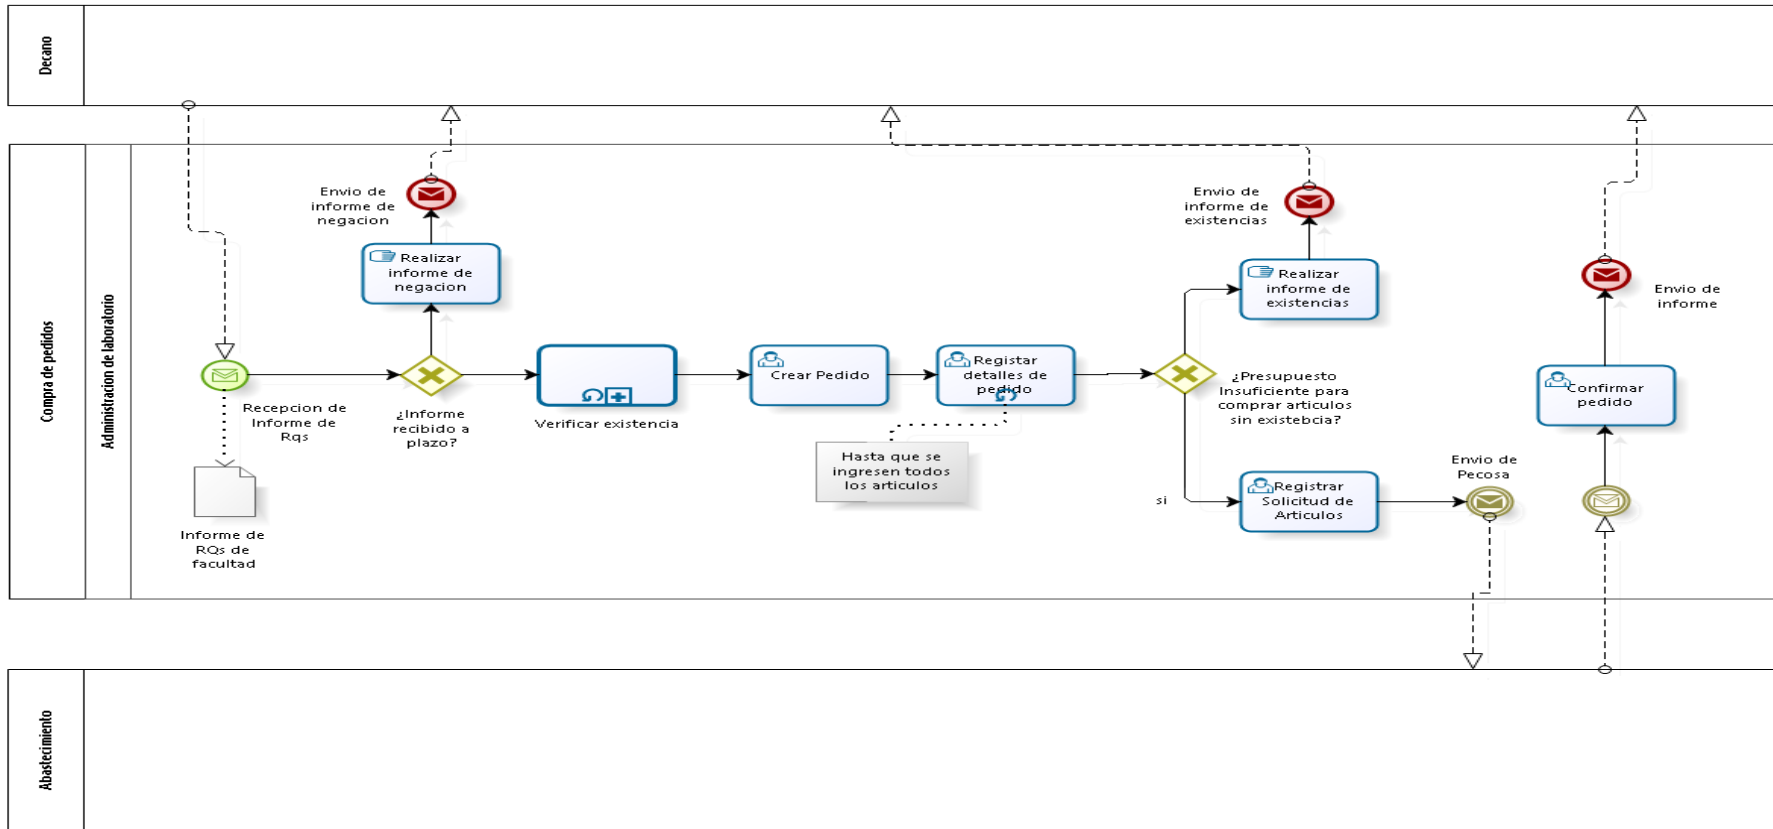 Decano
Compra de pedidos
Administracion de laboratorio
Envio de
informe de
negacion
Realizar
informe de
negacion
Recepcion de
Informe de
Rqs
¿Informe
recibido a
plazo?
Informe de
RQs de
facultad
Verificar existencia
Crear Pedido
Registar
detalles de
pedido
Hasta que se
ingresen todos
los articulos
¿Presupuesto
Insuficiente para
comprar articulos
sin existebcia?
Envio de
informe de
existencias
Realizar
informe de
existencias
si
Registrar
Solicitud de
Articulos
Envio de
Pecosa
Confirmar
pedido
Envio de
informe
Abastecimiento